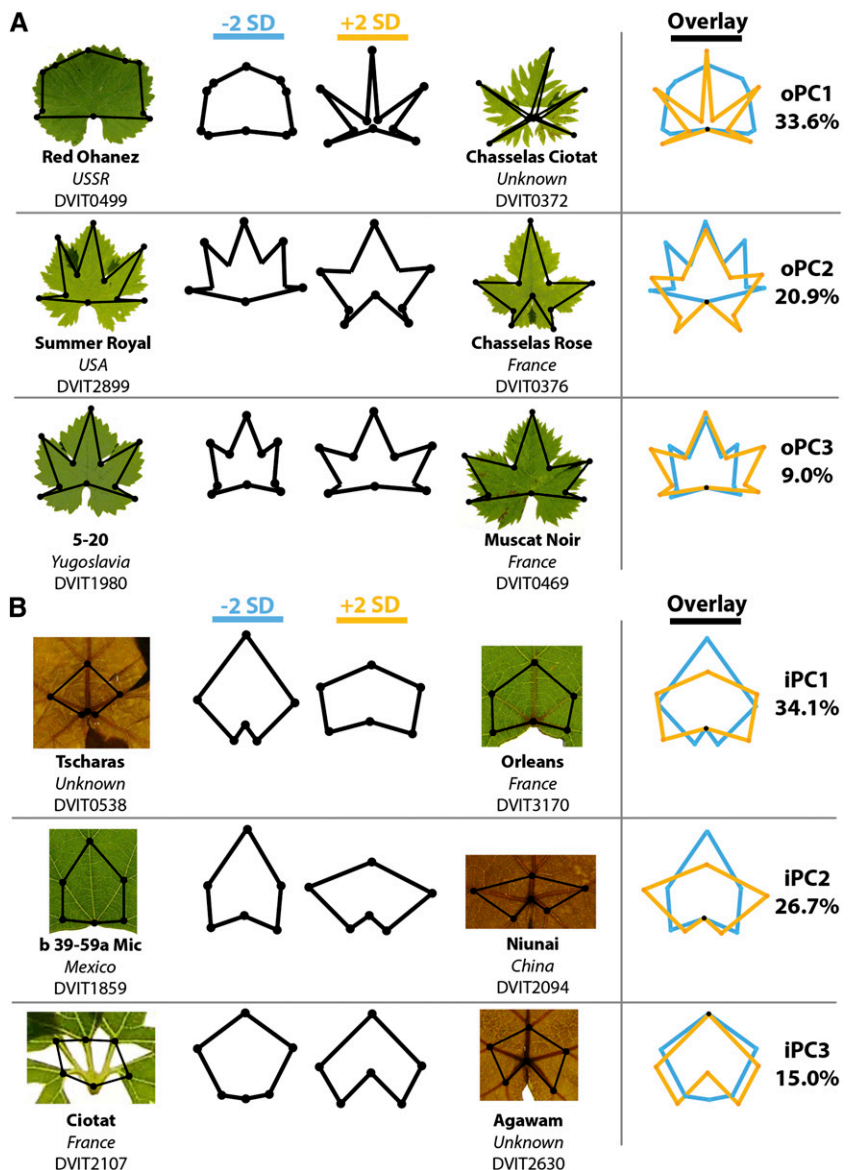 A
-2 SD
+2 SD
Overlay
Red Ohanez
USSR
DVIT0499
Chasselas Ciotat
Unknown
DVIT0372
oPC1
33.6%
Summer Royal
USA
DVIT2899
Chasselas Rose
France
DVIT0376
oPC2
20.9%
5-20
Yugoslavia
DVIT1980
Muscat Noir
France
DVIT0469
oPC3
9.0%
B
-2 SD
+2 SD
Overlay
Tscharas
Unknown
DVIT0538
Orleans
France
DVIT3170
iPC1
34.1%
b 39-59a Mic
Mexico
DVIT1859
Niunai
China
DVIT2094
iPC2
26.7%
Ciotat
France
DVIT2107
Agawam
Unknown
DVIT2630
iPC3
15.0%